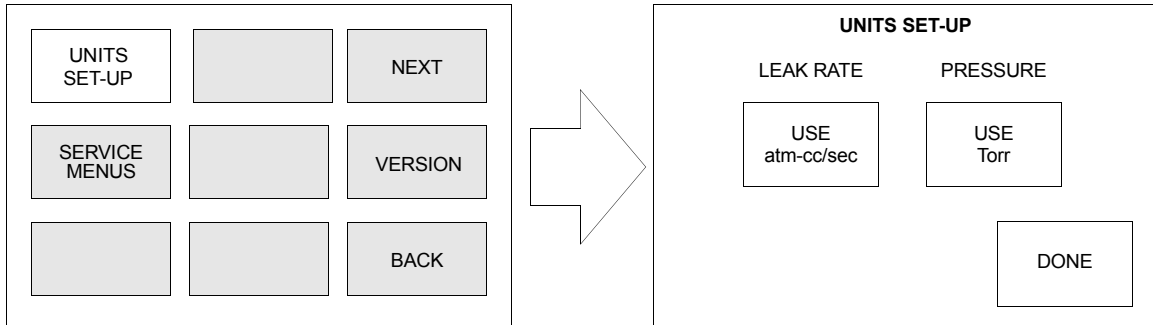 UNITS
SET-UP
NEXT
SERVICE
MENUS
VERSION
BACK
UNITS SET-UP
LEAK RATE
PRESSURE
USE
atm-cc/sec
USE
Torr
DONE